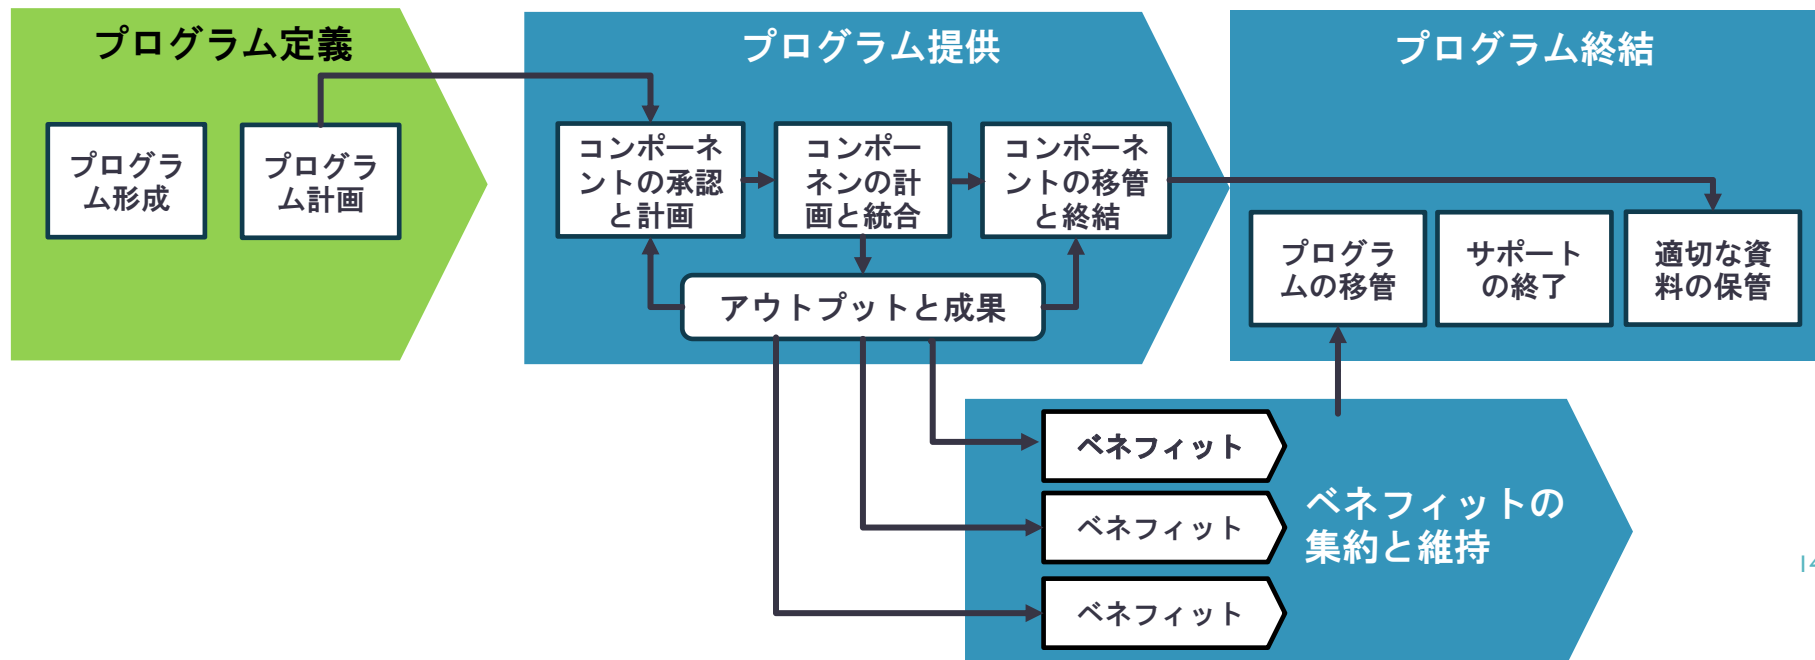 プログラム定義
プログラム提供
プログラム終結
プログラ
ム形成
プログラ
ム計画
コンポーネ
ントの承認
と計画
コンポー
ネンの計
画と統合
コンポーネ
ントの移管
と終結
プログラ
ムの移管
サポート
の終了
適切な資
料の保管
アウトプットと成果
ベネフィット
ベネフィット
ベネフィット
ベネフィットの
集約と維持
14